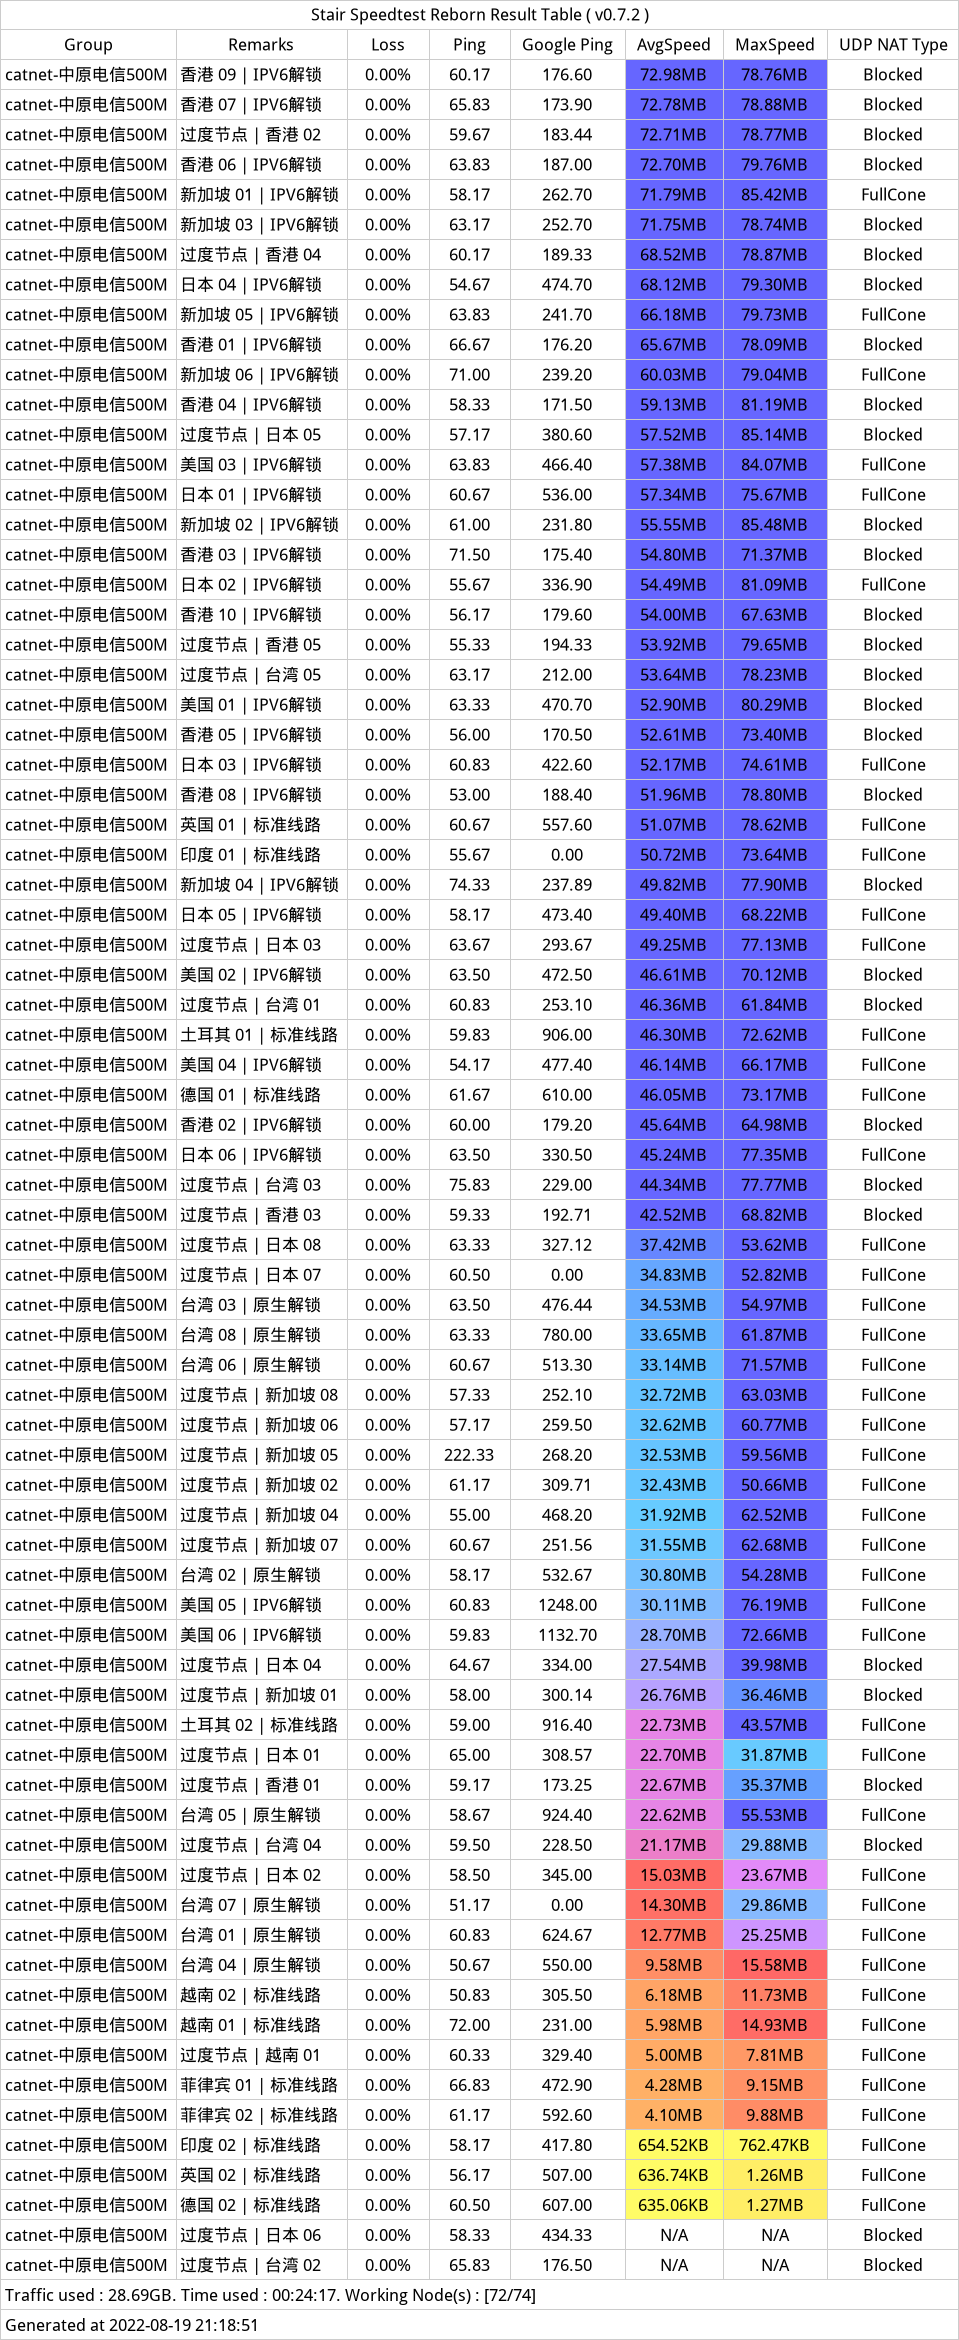 Stair Speedtest Reborn Result Table ( v0.7.2 )
Group Remarks Loss Ping Google Ping AvgSpeed MaxSpeed UDP NAT Type
catnet-中原电信500M 香港 09 | IPV6解锁 0.00% 60.17 176.60 72.98MB 78.76MB Blocked
catnet-中原电信500M 香港 07 | IPV6解锁 0.00% 65.83 173.90 72.78MB 78.88MB Blocked
catnet-中原电信500M 过度节点 | 香港 02 0.00% 59.67 183.44 72.71MB 78.77MB Blocked
catnet-中原电信500M 香港 06 | IPV6解锁 0.00% 63.83 187.00 72.70MB 79.76MB Blocked
catnet-中原电信500M 新加坡 01 | IPV6解锁 0.00% 58.17 262.70 71.79MB 85.42MB FullCone
catnet-中原电信500M 新加坡 03 | IPV6解锁 0.00% 63.17 252.70 71.75MB 78.74MB Blocked
catnet-中原电信500M 过度节点 | 香港 04 0.00% 60.17 189.33 68.52MB 78.87MB Blocked
catnet-中原电信500M 日本 04 | IPV6解锁 0.00% 54.67 474.70 68.12MB 79.30MB Blocked
catnet-中原电信500M 新加坡 05 | IPV6解锁 0.00% 63.83 241.70 66.18MB 79.73MB FullCone
catnet-中原电信500M 香港 01 | IPV6解锁 0.00% 66.67 176.20 65.67MB 78.09MB Blocked
catnet-中原电信500M 新加坡 06 | IPV6解锁 0.00% 71.00 239.20 60.03MB 79.04MB FullCone
catnet-中原电信500M 香港 04 | IPV6解锁 0.00% 58.33 171.50 59.13MB 81.19MB Blocked
catnet-中原电信500M 过度节点 | 日本 05 0.00% 57.17 380.60 57.52MB 85.14MB Blocked
catnet-中原电信500M 美国 03 | IPV6解锁 0.00% 63.83 466.40 57.38MB 84.07MB FullCone
catnet-中原电信500M 日本 01 | IPV6解锁 0.00% 60.67 536.00 57.34MB 75.67MB FullCone
catnet-中原电信500M 新加坡 02 | IPV6解锁 0.00% 61.00 231.80 55.55MB 85.48MB Blocked
catnet-中原电信500M 香港 03 | IPV6解锁 0.00% 71.50 175.40 54.80MB 71.37MB Blocked
catnet-中原电信500M 日本 02 | IPV6解锁 0.00% 55.67 336.90 54.49MB 81.09MB FullCone
catnet-中原电信500M 香港 10 | IPV6解锁 0.00% 56.17 179.60 54.00MB 67.63MB Blocked
catnet-中原电信500M 过度节点 | 香港 05 0.00% 55.33 194.33 53.92MB 79.65MB Blocked
catnet-中原电信500M 过度节点 | 台湾 05 0.00% 63.17 212.00 53.64MB 78.23MB Blocked
catnet-中原电信500M 美国 01 | IPV6解锁 0.00% 63.33 470.70 52.90MB 80.29MB Blocked
catnet-中原电信500M 香港 05 | IPV6解锁 0.00% 56.00 170.50 52.61MB 73.40MB Blocked
catnet-中原电信500M 日本 03 | IPV6解锁 0.00% 60.83 422.60 52.17MB 74.61MB FullCone
catnet-中原电信500M 香港 08 | IPV6解锁 0.00% 53.00 188.40 51.96MB 78.80MB Blocked
catnet-中原电信500M 英国 01 | 标准线路 0.00% 60.67 557.60 51.07MB 78.62MB FullCone
catnet-中原电信500M 印度 01 | 标准线路 0.00% 55.67 0.00 50.72MB 73.64MB FullCone
catnet-中原电信500M 新加坡 04 | IPV6解锁 0.00% 74.33 237.89 49.82MB 77.90MB Blocked
catnet-中原电信500M 日本 05 | IPV6解锁 0.00% 58.17 473.40 49.40MB 68.22MB FullCone
catnet-中原电信500M 过度节点 | 日本 03 0.00% 63.67 293.67 49.25MB 77.13MB FullCone
catnet-中原电信500M 美国 02 | IPV6解锁 0.00% 63.50 472.50 46.61MB 70.12MB Blocked
catnet-中原电信500M 过度节点 | 台湾 01 0.00% 60.83 253.10 46.36MB 61.84MB Blocked
catnet-中原电信500M 土耳其 01 | 标准线路 0.00% 59.83 906.00 46.30MB 72.62MB FullCone
catnet-中原电信500M 美国 04 | IPV6解锁 0.00% 54.17 477.40 46.14MB 66.17MB FullCone
catnet-中原电信500M 德国 01 | 标准线路 0.00% 61.67 610.00 46.05MB 73.17MB FullCone
catnet-中原电信500M 香港 02 | IPV6解锁 0.00% 60.00 179.20 45.64MB 64.98MB Blocked
catnet-中原电信500M 日本 06 | IPV6解锁 0.00% 63.50 330.50 45.24MB 77.35MB FullCone
catnet-中原电信500M 过度节点 | 台湾 03 0.00% 75.83 229.00 44.34MB 77.77MB Blocked
catnet-中原电信500M 过度节点 | 香港 03 0.00% 59.33 192.71 42.52MB 68.82MB Blocked
catnet-中原电信500M 过度节点 | 日本 08 0.00% 63.33 327.12 37.42MB 53.62MB FullCone
catnet-中原电信500M 过度节点 | 日本 07 0.00% 60.50 0.00 34.83MB 52.82MB FullCone
catnet-中原电信500M 台湾 03 | 原生解锁 0.00% 63.50 476.44 34.53MB 54.97MB FullCone
catnet-中原电信500M 台湾 08 | 原生解锁 0.00% 63.33 780.00 33.65MB 61.87MB FullCone
catnet-中原电信500M 台湾 06 | 原生解锁 0.00% 60.67 513.30 33.14MB 71.57MB FullCone
catnet-中原电信500M 过度节点 | 新加坡 08 0.00% 57.33 252.10 32.72MB 63.03MB FullCone
catnet-中原电信500M 过度节点 | 新加坡 06 0.00% 57.17 259.50 32.62MB 60.77MB FullCone
catnet-中原电信500M 过度节点 | 新加坡 05 0.00% 222.33 268.20 32.53MB 59.56MB FullCone
catnet-中原电信500M 过度节点 | 新加坡 02 0.00% 61.17 309.71 32.43MB 50.66MB FullCone
catnet-中原电信500M 过度节点 | 新加坡 04 0.00% 55.00 468.20 31.92MB 62.52MB FullCone
catnet-中原电信500M 过度节点 | 新加坡 07 0.00% 60.67 251.56 31.55MB 62.68MB FullCone
catnet-中原电信500M 台湾 02 | 原生解锁 0.00% 58.17 532.67 30.80MB 54.28MB FullCone
catnet-中原电信500M 美国 05 | IPV6解锁 0.00% 60.83 1248.00 30.11MB 76.19MB FullCone
catnet-中原电信500M 美国 06 | IPV6解锁 0.00% 59.83 1132.70 28.70MB 72.66MB FullCone
catnet-中原电信500M 过度节点 | 日本 04 0.00% 64.67 334.00 27.54MB 39.98MB Blocked
catnet-中原电信500M 过度节点 | 新加坡 01 0.00% 58.00 300.14 26.76MB 36.46MB Blocked
catnet-中原电信500M 土耳其 02 | 标准线路 0.00% 59.00 916.40 22.73MB 43.57MB FullCone
catnet-中原电信500M 过度节点 | 日本 01 0.00% 65.00 308.57 22.70MB 31.87MB FullCone
catnet-中原电信500M 过度节点 | 香港 01 0.00% 59.17 173.25 22.67MB 35.37MB Blocked
catnet-中原电信500M 台湾 05 | 原生解锁 0.00% 58.67 924.40 22.62MB 55.53MB FullCone
catnet-中原电信500M 过度节点 | 台湾 04 0.00% 59.50 228.50 21.17MB 29.88MB Blocked
catnet-中原电信500M 过度节点 | 日本 02 0.00% 58.50 345.00 15.03MB 23.67MB FullCone
catnet-中原电信500M 台湾 07 | 原生解锁 0.00% 51.17 0.00 14.30MB 29.86MB FullCone
catnet-中原电信500M 台湾 01 | 原生解锁 0.00% 60.83 624.67 12.77MB 25.25MB FullCone
catnet-中原电信500M 台湾 04 | 原生解锁 0.00% 50.67 550.00 9.58MB 15.58MB FullCone
catnet-中原电信500M 越南 02 | 标准线路 0.00% 50.83 305.50 6.18MB 11.73MB FullCone
catnet-中原电信500M 越南 01 | 标准线路 0.00% 72.00 231.00 5.98MB 14.93MB FullCone
catnet-中原电信500M 过度节点 | 越南 01 0.00% 60.33 329.40 5.00MB 7.81MB FullCone
catnet-中原电信500M 菲律宾 01 | 标准线路 0.00% 66.83 472.90 4.28MB 9.15MB FullCone
catnet-中原电信500M 菲律宾 02 | 标准线路 0.00% 61.17 592.60 4.10MB 9.88MB FullCone
catnet-中原电信500M 印度 02 | 标准线路 0.00% 58.17 417.80 654.52KB 762.47KB FullCone
catnet-中原电信500M 英国 02 | 标准线路 0.00% 56.17 507.00 636.74KB 1.26MB FullCone
catnet-中原电信500M 德国 02 | 标准线路 0.00% 60.50 607.00 635.06KB 1.27MB FullCone
catnet-中原电信500M 过度节点 | 日本 06 0.00% 58.33 434.33 N/A N/A Blocked
catnet-中原电信500M 过度节点 | 台湾 02 0.00% 65.83 176.50 N/A N/A Blocked
Traffic used : 28.69GB. Time used : 00:24:17. Working Node(s) : [72/74]
Generated at 2022-08-19 21:18:51